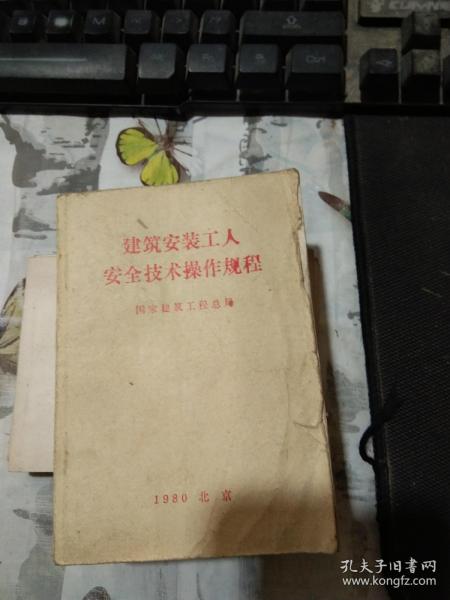 建筑安装工人
安全技术操作规程
国家建筑工程总局
1980 北京
孔夫子旧书网
www.kongfz.com